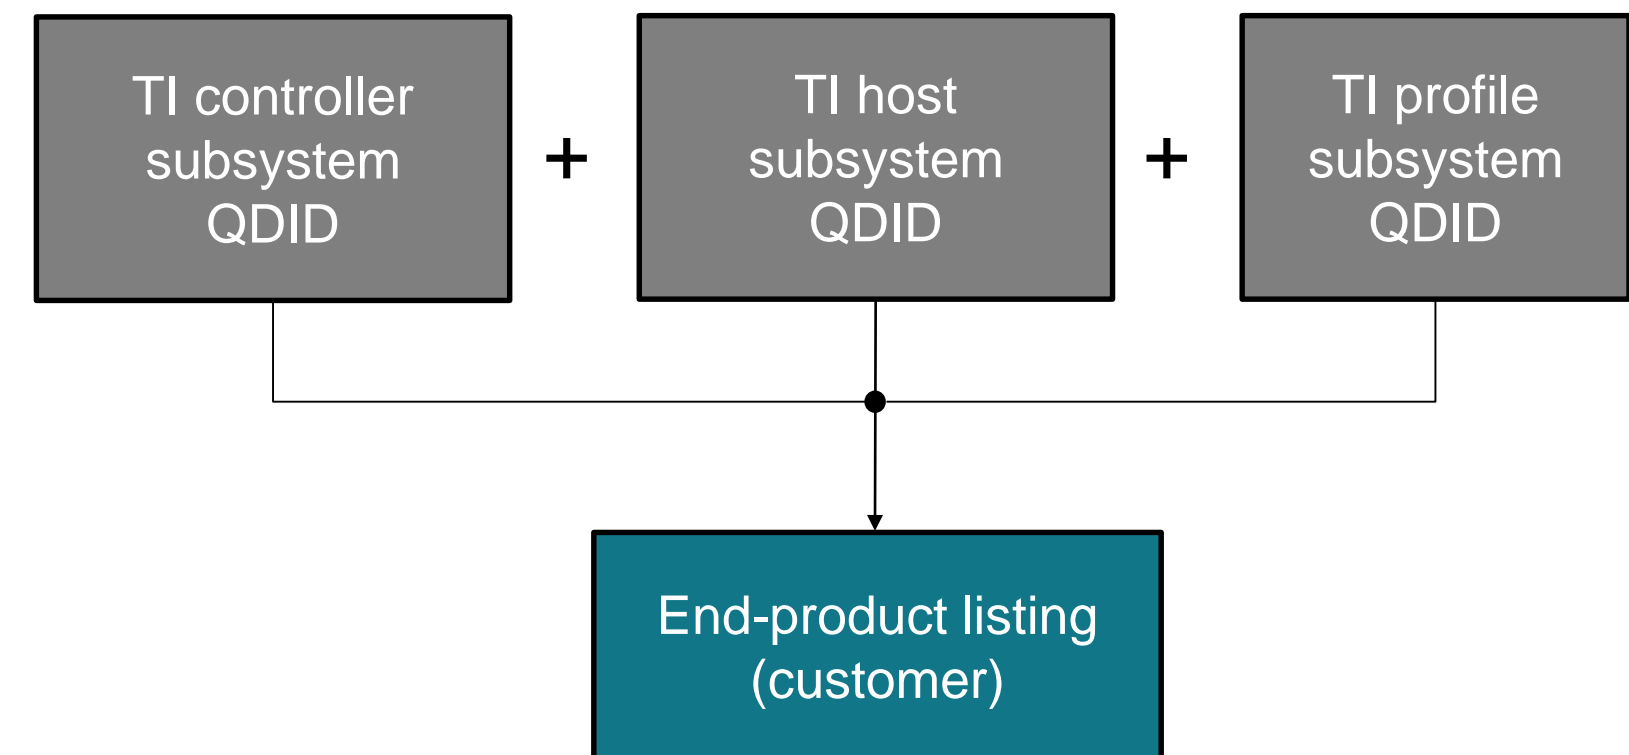 TI controller
subsystem
QDID
+
TI host
subsystem
QDID
+
TI profile
subsystem
QDID
End-product listing
(customer)